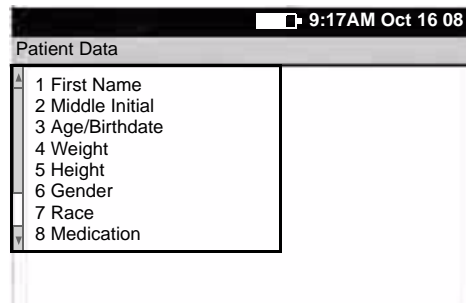 9:17AM Oct 16 08
Patient Data
1 First Name
2 Middle Initial
3 Age/Birthdate
4 Weight
5 Height
6 Gender
7 Race
8 Medication